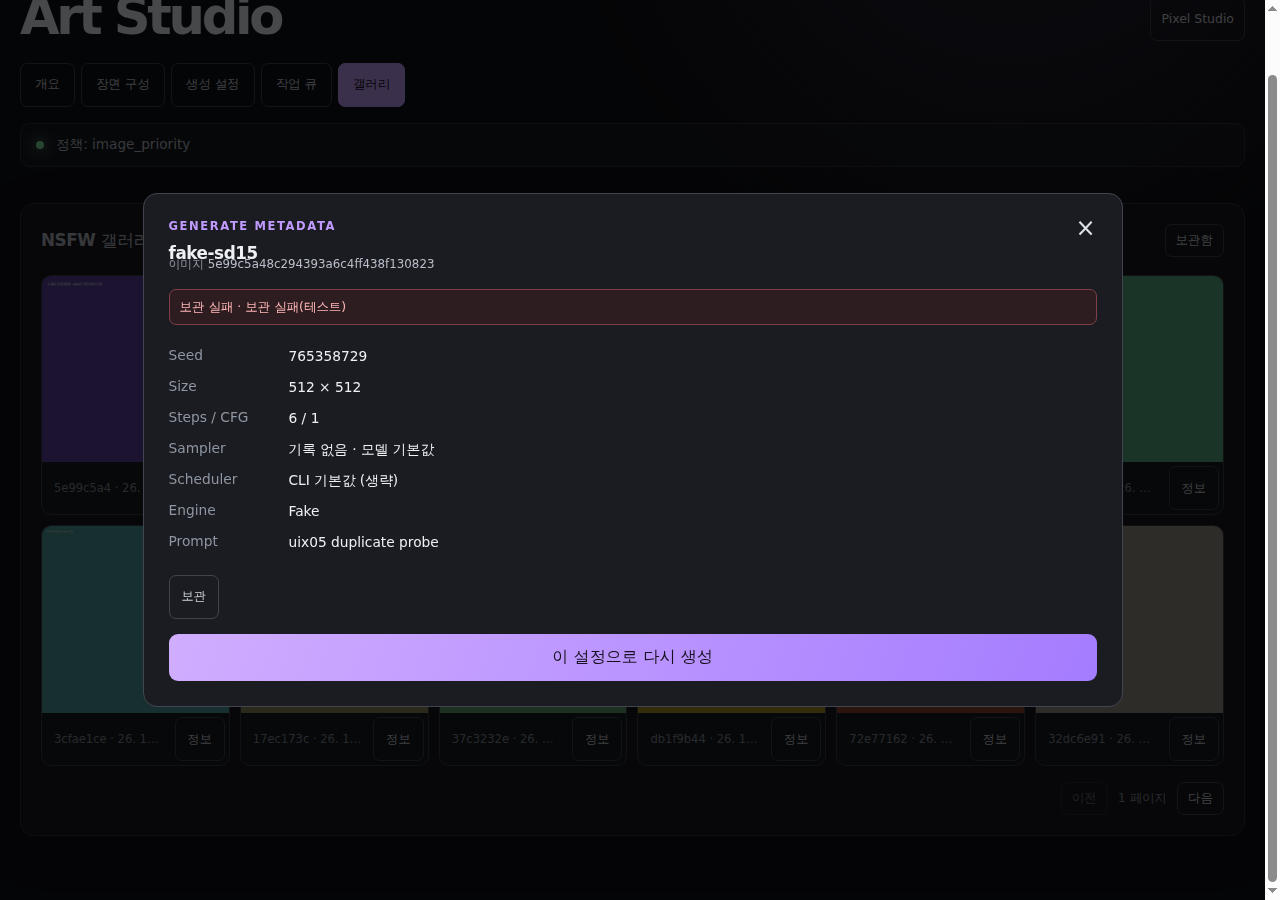 Art Studio
Pixel Studio
개요
장면 구성
생성 설정
작업 큐
갤러리
정책: image_priority
NSFW 갤러리
보관함
GENERATE METADATA
×
fake-sd15
이미지 5e99c5a48c294393a6c4ff438f130823
보관 실패 · 보관 실패(테스트)
Seed 765358729
Size 512 × 512
Steps / CFG 6 / 1
Sampler 기록 없음 · 모델 기본값
Scheduler CLI 기본값 (생략)
Engine Fake
Prompt uix05 duplicate probe
보관
이 설정으로 다시 생성
5e99c5a4 · 26.
6. ...
정보
3cfae1ce · 26. 1...
정보
17ec173c · 26. 1...
정보
37c3232e · 26. ...
정보
db1f9b44 · 26. 1...
정보
72e77162 · 26. ...
정보
32dc6e91 · 26. ...
정보
이전
1 페이지
다음